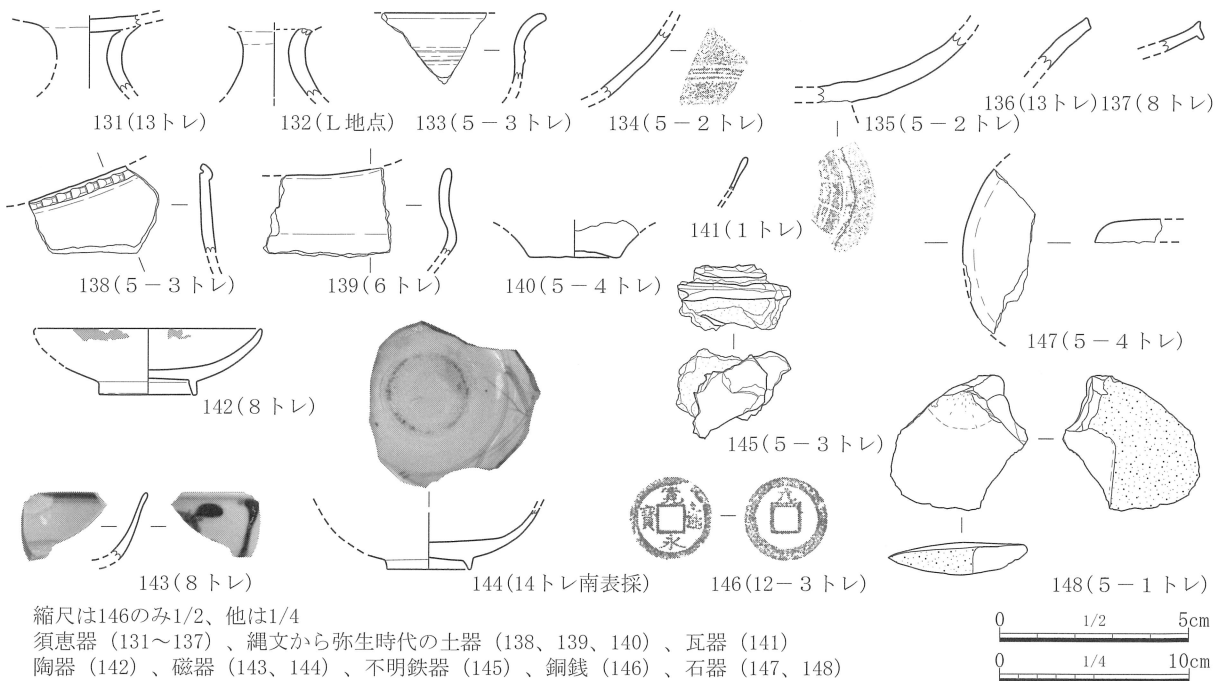 131(13トレ)
132(L地点)
133(5－3トレ)
134(5－2トレ)
135(5－2トレ)
136(13トレ)
137(8トレ)
138(5－3トレ)
139(6トレ)
140(5－4トレ)
141(1トレ)
142(8トレ)
143(8トレ)
144(14トレ南表採)
145(5－3トレ)
寛永通寳
146(12－3トレ)
147(5－4トレ)
148(5－1トレ)
縮尺は146のみ1/2、他は1/4
須恵器（131～137）、縄文から弥生時代の土器（138、139、140）、瓦器（141）
陶器（142）、磁器（143、144）、不明鉄器（145）、銅銭（146）、石器（147、148）
0 1/2 5cm
0 1/4 10cm